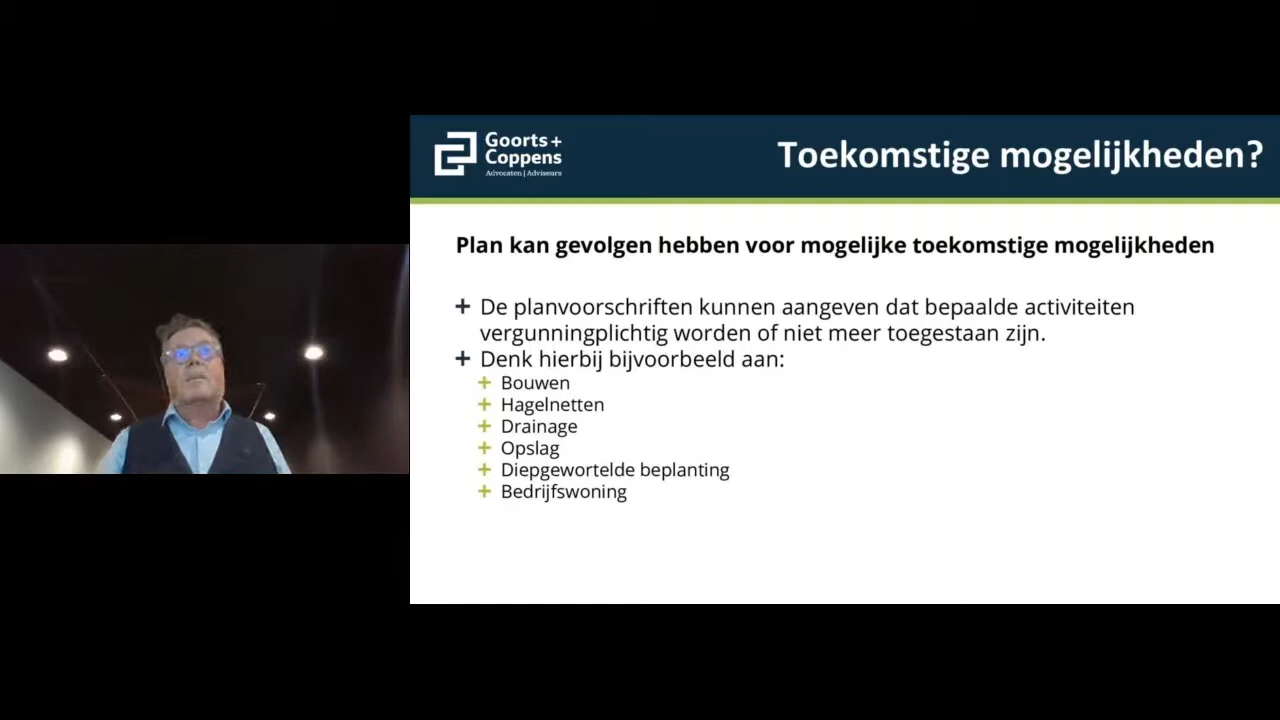 Goorts+
Coppens
Advocaten | Adviseurs
Toekomstige mogelijkheden?
Plan kan gevolgen hebben voor mogelijke toekomstige mogelijkheden
+ De planvoorschriften kunnen aangeven dat bepaalde activiteiten
vergunningplichtig worden of niet meer toegestaan zijn.
+ Denk hierbij bijvoorbeeld aan:
+ Bouwen
+ Hagelnetten
+ Drainage
+ Opslag
+ Diepgewortelde beplanting
+ Bedrijfswoning